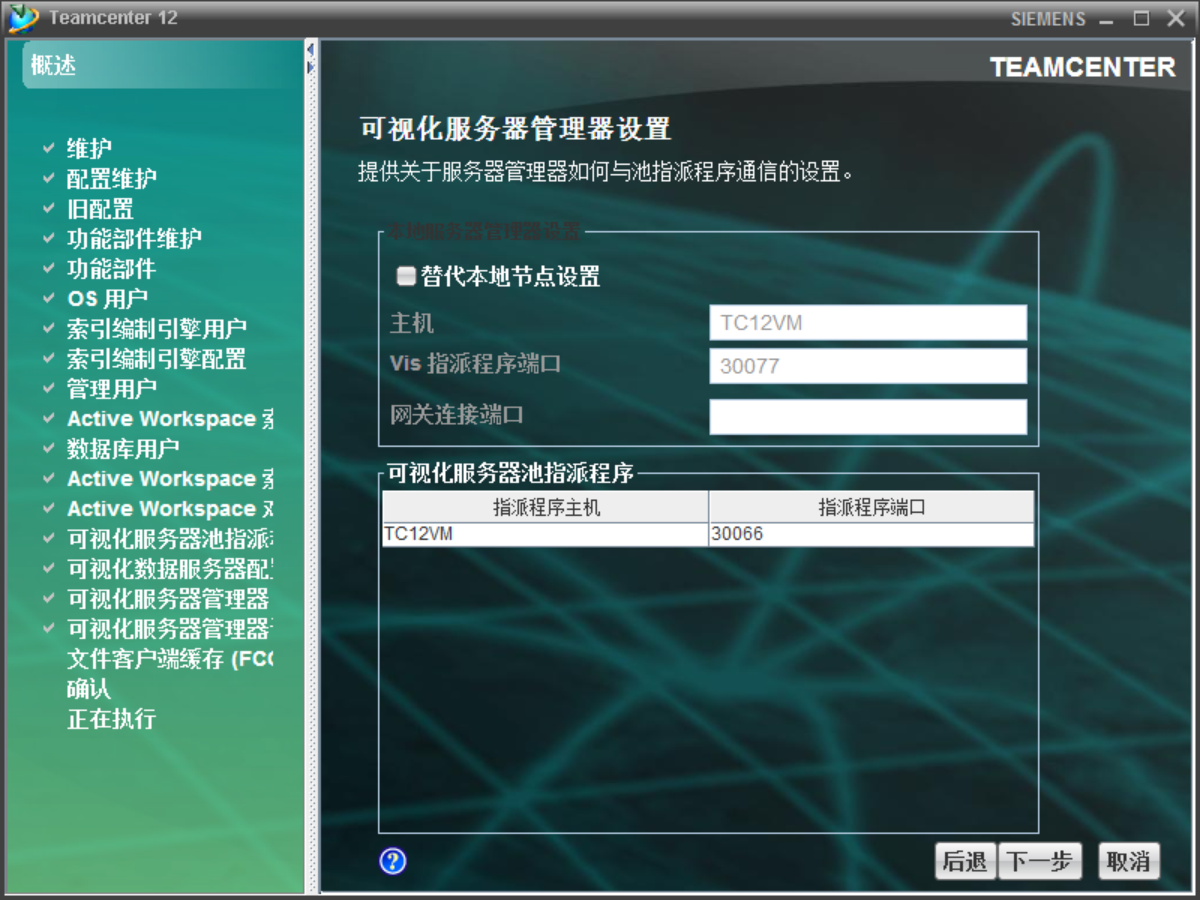 Teamcenter 12
SIEMENS
概述
TEAMCENTER
维护
配置维护
旧配置
功能部件维护
功能部件
OS 用户
索引编制引擎用户
索引编制引擎配置
管理用户
Active Workspace 索
数据库用户
Active Workspace 索
Active Workspace
可视化服务器池指派
可视化数据服务器配
可视化服务器管理器
可视化服务器管理器
文件客户端缓存 (FCC
确认
正在执行
可视化服务器管理器设置
提供关于服务器管理器如何与池指派程序通信的设置。
本地服务器管理器设置
替代本地节点设置
主机 TC12VM
Vis 指派程序端口 30077
网关连接端口
可视化服务器池指派程序
指派程序主机 指派程序端口
TC12VM 30066
?
后退 下一步 取消